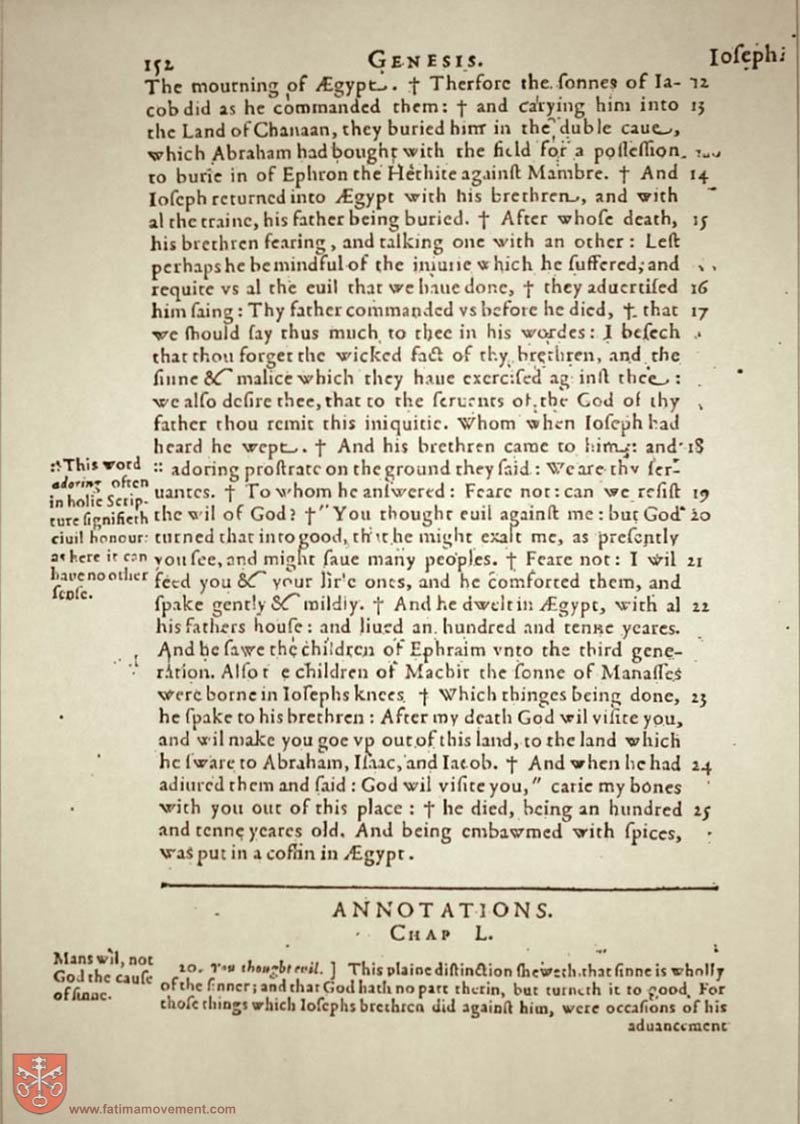 152 GENESIS. Ioſephi
The mourning of Ægypt. † Therfore the ſonnes of Ia- 12
cob did as he commanded them: † and carying him into 13
the Land of Chanaan, they buried him in the duble caue,
which Abraham had bought with the field for a poſſeſſion
to burie in of Ephron the Hethite againſt Mambre. † And 14
Ioſeph returned into Ægypt with his brethren, and with
al the traine, his father being buried. † After whoſe death, 15
his brethren fearing, and talking one with an other: Leſt
perhaps he be mindful of the iniurie which he ſuffered, and
requite vs al the euil that we haue done, † they aduertiſed 16
him ſaing: Thy father commanded vs before he died, † that 17
we ſhould ſay thus much to thee in his wordes: I beſech
that thou forget the wicked fact of thy brethren, and the
ſinne & malice which they haue exerciſed againſt thee:
we alſo deſire thee, that to the ſeruents of the God of thy
father thou remit this iniquitie. Whom when Ioſeph had
heard he wept. † And his brethren came to him: and 18
:: adoring proſtrate on the ground they ſaid: We are thy ſer-
uantes. † To whom he anſwered: Feare not: can we reſiſt 19
the wil of God? †" You thought euil againſt me: but God 20
turned that into good, that he might exalt me, as preſently
you ſee, and might ſaue many peoples. † Feare not: I wil 21
feed you & your litle ones, and he comforted them, and
ſpake gently & mildly. † And he dwelt in Ægypt, with al 22
his fathers houſe: and liued an hundred and tenne yeares.
And he ſawe the children of Ephraim vnto the third gene-
ration. Alſo t e children of Machir the ſonne of Manaſſes
were borne in Ioſephs knees † Which thinges being done, 23
he ſpake to his brethren: After my death God wil viſite you,
and wil make you goe vp out of this land, to the land which
he ſware to Abraham, Iſaac, and Iacob. † And when he had 24
adiured them and ſaid: God wil viſite you," carie my bones
with you out of this place: † he died, being an hundred 25
and tenne yeares old. And being embawmed with ſpices,
was put in a coffin in Ægypt.
:: This word
adoring often
in holie Scrip-
ture ſignifieth
ciuil honour:
as here it can
haue no other
ſenſe.
ANNOTATIONS.
CHAP L.
Mans wil, not
God the cauſe
of ſinne.
20. You thought euil. ] This plaine diſtinction ſheweth, that ſinne is wholly
of the ſinner; and that God hath no part therin, but turneth it to good. For
thoſe things which Ioſephs brethren did againſt him, were occaſions of his
aduancement
www.fatimamovement.com